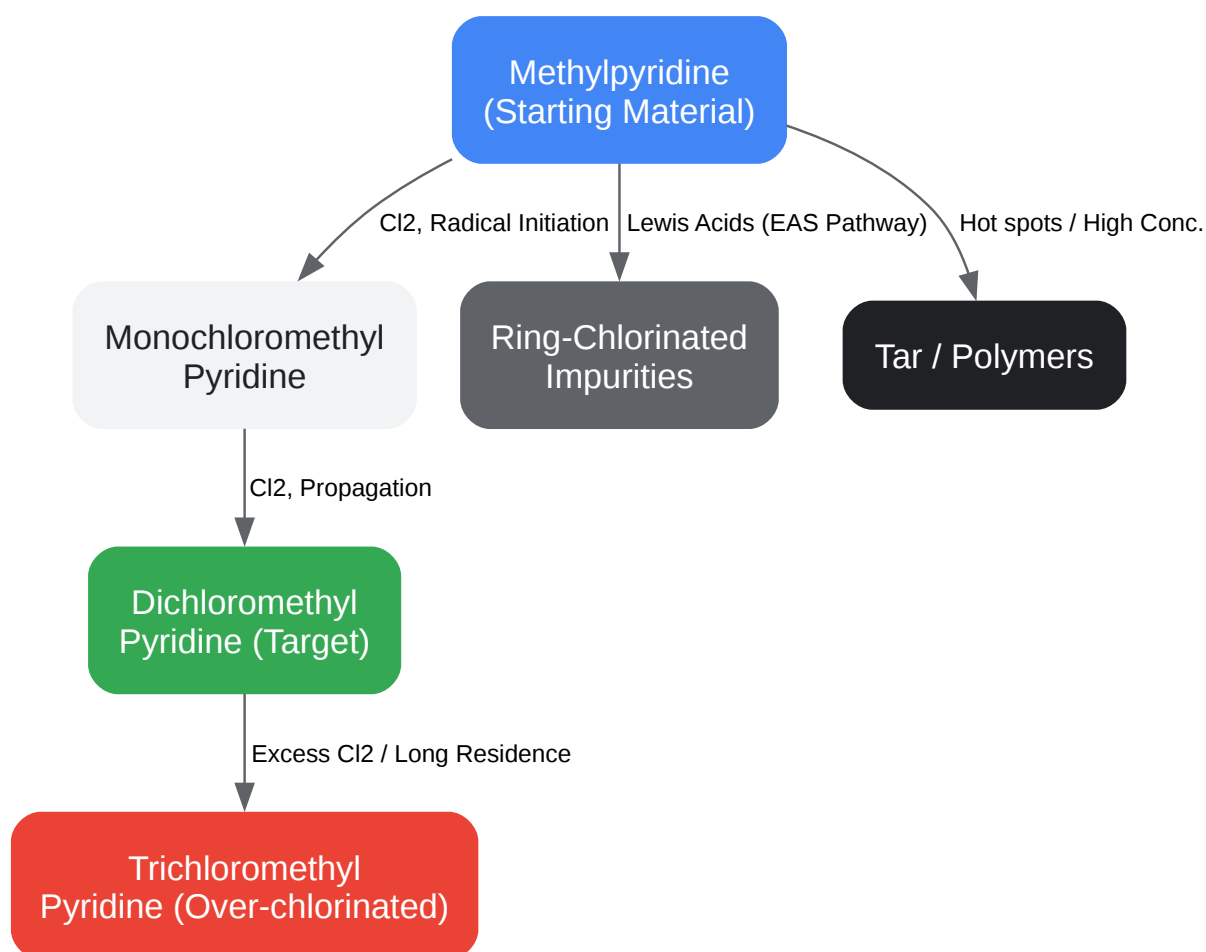 Methylpyridine
(Starting Material)
Cl2, Radical Initiation
Lewis Acids (EAS Pathway)
Hot spots / High Conc.
Monochloromethyl
Pyridine
Ring-Chlorinated
Impurities
Tar / Polymers
Cl2, Propagation
Dichloromethyl
Pyridine (Target)
Excess Cl2 / Long Residence
Trichloromethyl
Pyridine (Over-chlorinated)